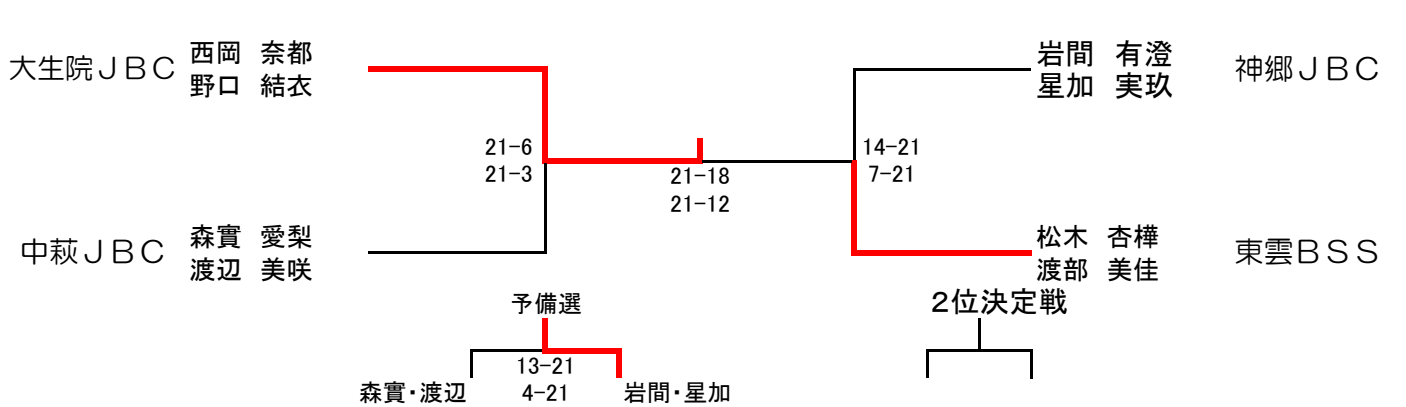 大生院ＪＢＣ 西岡 奈都
野口 結衣
岩間 有澄 神郷ＪＢＣ
星加 実玖
21-6
21-3
21-18
21-12
14-21
7-21
中萩ＪＢＣ 森實 愛梨
渡辺 美咲
松木 杏樺 東雲ＢＳＳ
渡部 美佳
予備選
２位決定戦
13-21
4-21
森實・渡辺
岩間・星加